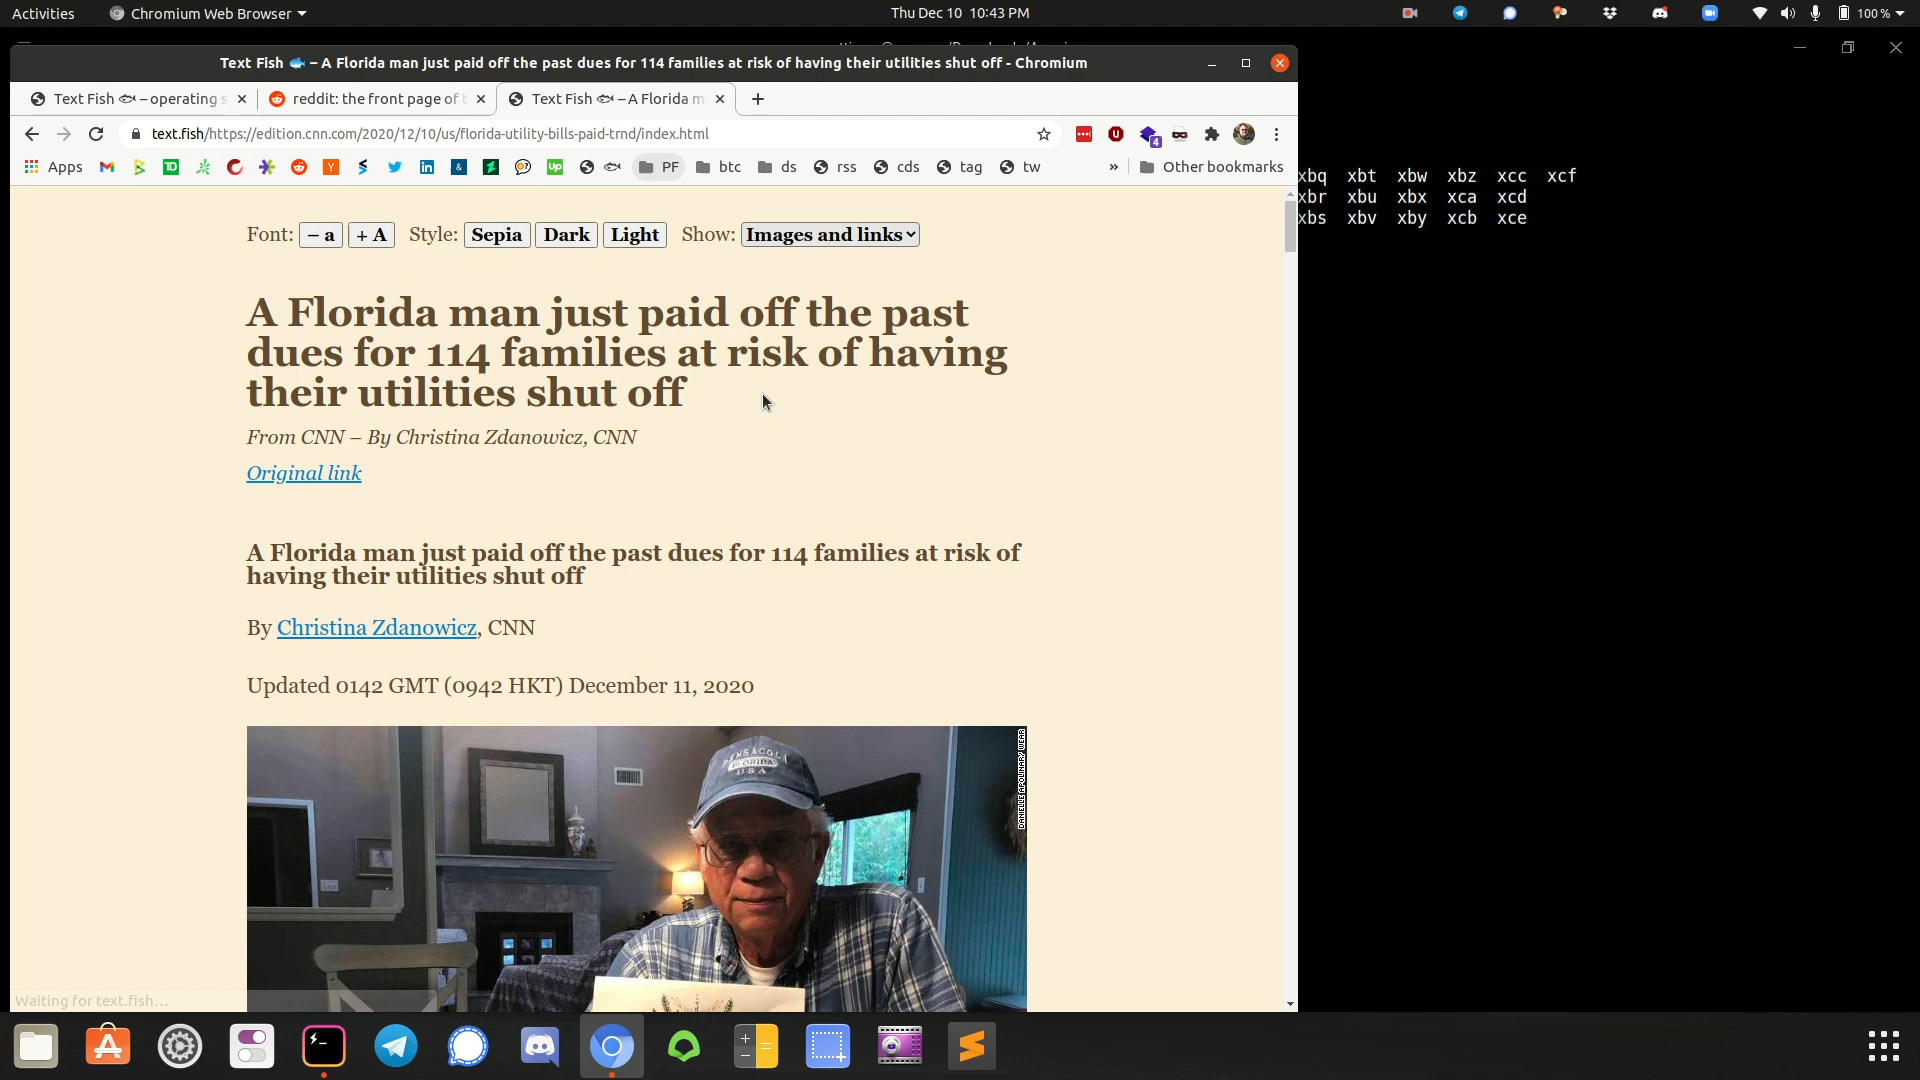 Activities
Chromium Web Browser
Thu Dec 10 10:43 PM
100 %
Text Fish 🐟 – A Florida man just paid off the past dues for 114 families at risk of having their utilities shut off - Chromium
Text Fish 🐟 – operating s
reddit: the front page of
Text Fish 🐟 – A Florida m
text.fish/https://edition.cnn.com/2020/12/10/us/florida-utility-bills-paid-trnd/index.html
4
Apps
PF
btc
ds
rss
cds
tag
tw
»
Other bookmarks
xbq xbt xbw xbz xcc xcf
xbr xbu xbx xca xcd
xbs xbv xby xcb xce
Font: – a + A Style: Sepia Dark Light Show: Images and links
A Florida man just paid off the past
dues for 114 families at risk of having
their utilities shut off
From CNN – By Christina Zdanowicz, CNN
Original link
A Florida man just paid off the past dues for 114 families at risk of
having their utilities shut off
By Christina Zdanowicz, CNN
Updated 0142 GMT (0942 HKT) December 11, 2020
DANIELLE APOLINAR/ WEAR
PENSACOLA
FLORIDA
USA
Waiting for text.fish...